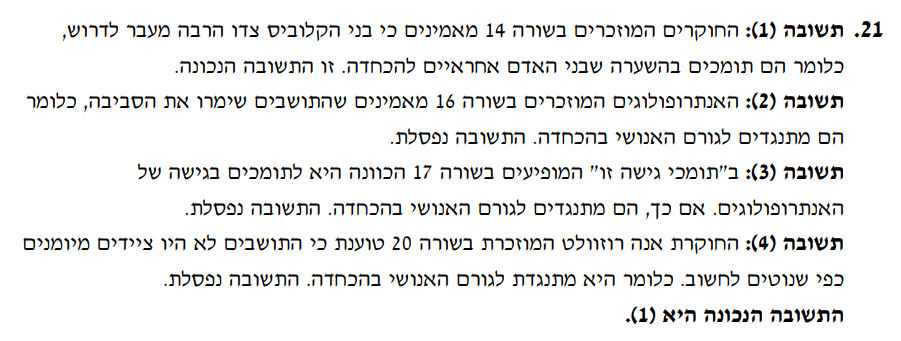 21. תשובה (1): החוקרים המוזכרים בשורה 14 מאמינים כי בני הקלוביס צדו הרבה מעבר לדרוש,
כלומר הם תומכים בהשערה שבני האדם אחראיים להכחדה. זו התשובה הנכונה.
תשובה (2): האנתרופולוגים המוזכרים בשורה 16 מאמינים שהתושבים שימרו את הסביבה, כלומר
הם מתנגדים לגורם האנושי בהכחדה. התשובה נפסלת.
תשובה (3): ב"תומכי גישה זו" המופיעים בשורה 17 הכוונה היא לתומכים בגישה של
האנתרופולוגים. אם כך, הם מתנגדים לגורם האנושי בהכחדה. התשובה נפסלת.
תשובה (4): החוקרת אנה רוזוולט המוזכרת בשורה 20 טוענת כי התושבים לא היו ציידים מיומנים
כפי שנוטים לחשוב. כלומר היא מתנגדת לגורם האנושי בהכחדה. התשובה נפסלת.
התשובה הנכונה היא (1).